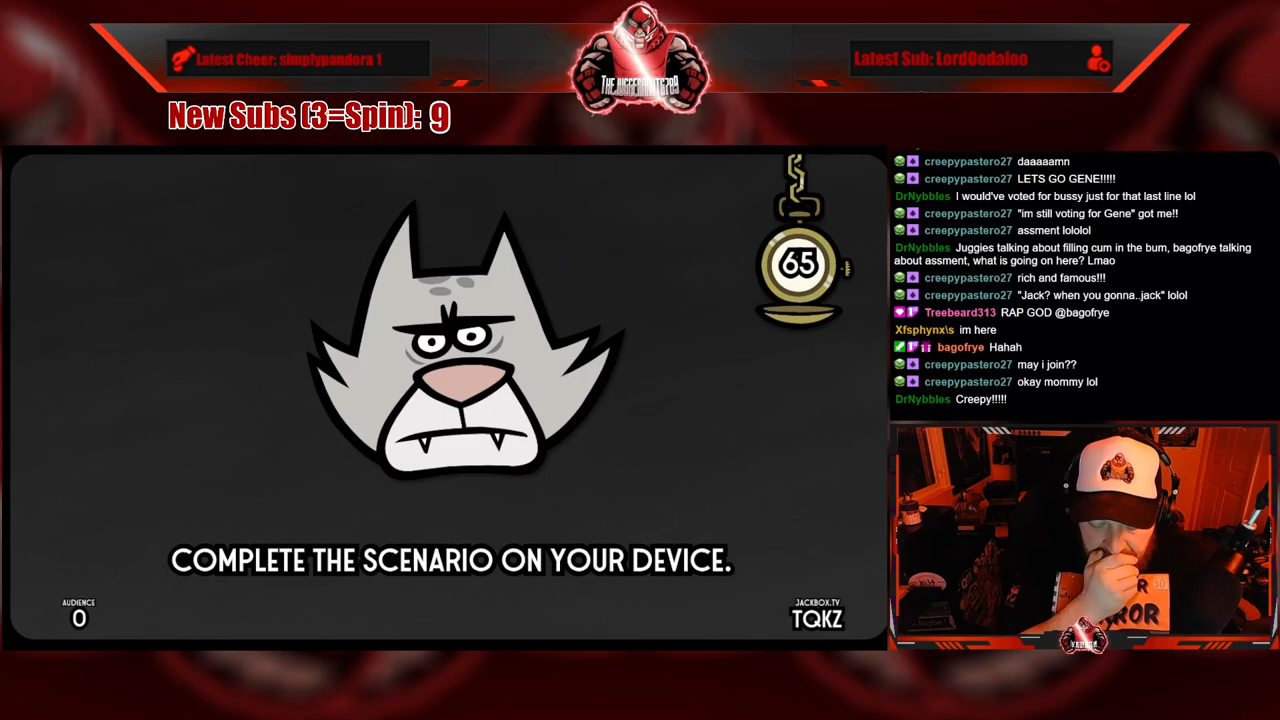 Latest Cheer: simplypandora 1
THEJUGGERNAUT6789
Latest Sub: LordOodaloo
New Subs (3=Spin): 9
65
COMPLETE THE SCENARIO ON YOUR DEVICE.
AUDIENCE
0
JACKBOX.TV
TQKZ
creepypastero27 daaaaamn
creepypastero27 LETS GO GENE!!!!!
DrNybbles I would've voted for bussy just for that last line lol
creepypastero27 "im still voting for Gene" got me!!
creepypastero27 assment lololol
DrNybbles Juggies talking about filling cum in the bum, bagofrye talking
about assment, what is going on here? Lmao
creepypastero27 rich and famous!!!
creepypastero27 "Jack? when you gonna..jack" lolol
Treebeard313 RAP GOD @bagofrye
Xfsphynx\s im here
bagofrye Hahah
creepypastero27 may i join??
creepypastero27 okay mommy lol
DrNybbles Creepy!!!!!